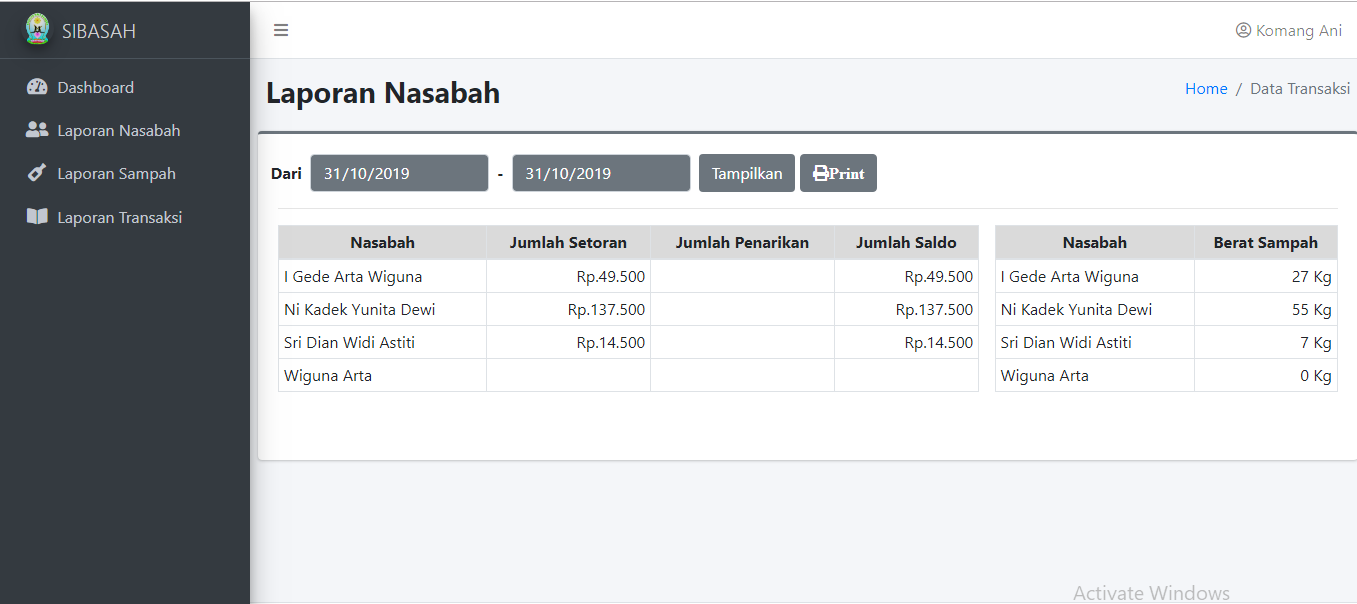 SIBASAH
Komang Ani
Dashboard
Laporan Nasabah
Laporan Sampah
Laporan Transaksi
Laporan Nasabah
Home / Data Transaksi
Dari 31/10/2019 - 31/10/2019 Tampilkan Print
Nasabah Jumlah Setoran Jumlah Penarikan Jumlah Saldo
I Gede Arta Wiguna Rp.49.500 Rp.49.500
Ni Kadek Yunita Dewi Rp.137.500 Rp.137.500
Sri Dian Widi Astiti Rp.14.500 Rp.14.500
Wiguna Arta
Nasabah Berat Sampah
I Gede Arta Wiguna 27 Kg
Ni Kadek Yunita Dewi 55 Kg
Sri Dian Widi Astiti 7 Kg
Wiguna Arta 0 Kg
Activate Windows